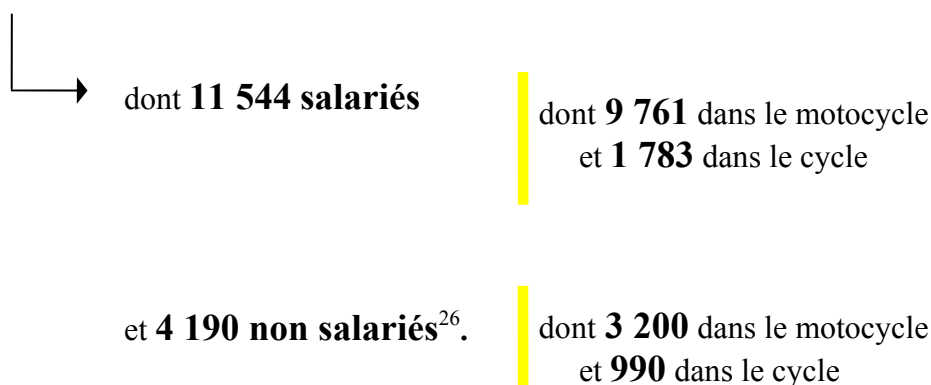 dont 11 544 salariés
dont 9 761 dans le motocycle
et 1 783 dans le cycle
et 4 190 non salariés26.
dont 3 200 dans le motocycle
et 990 dans le cycle